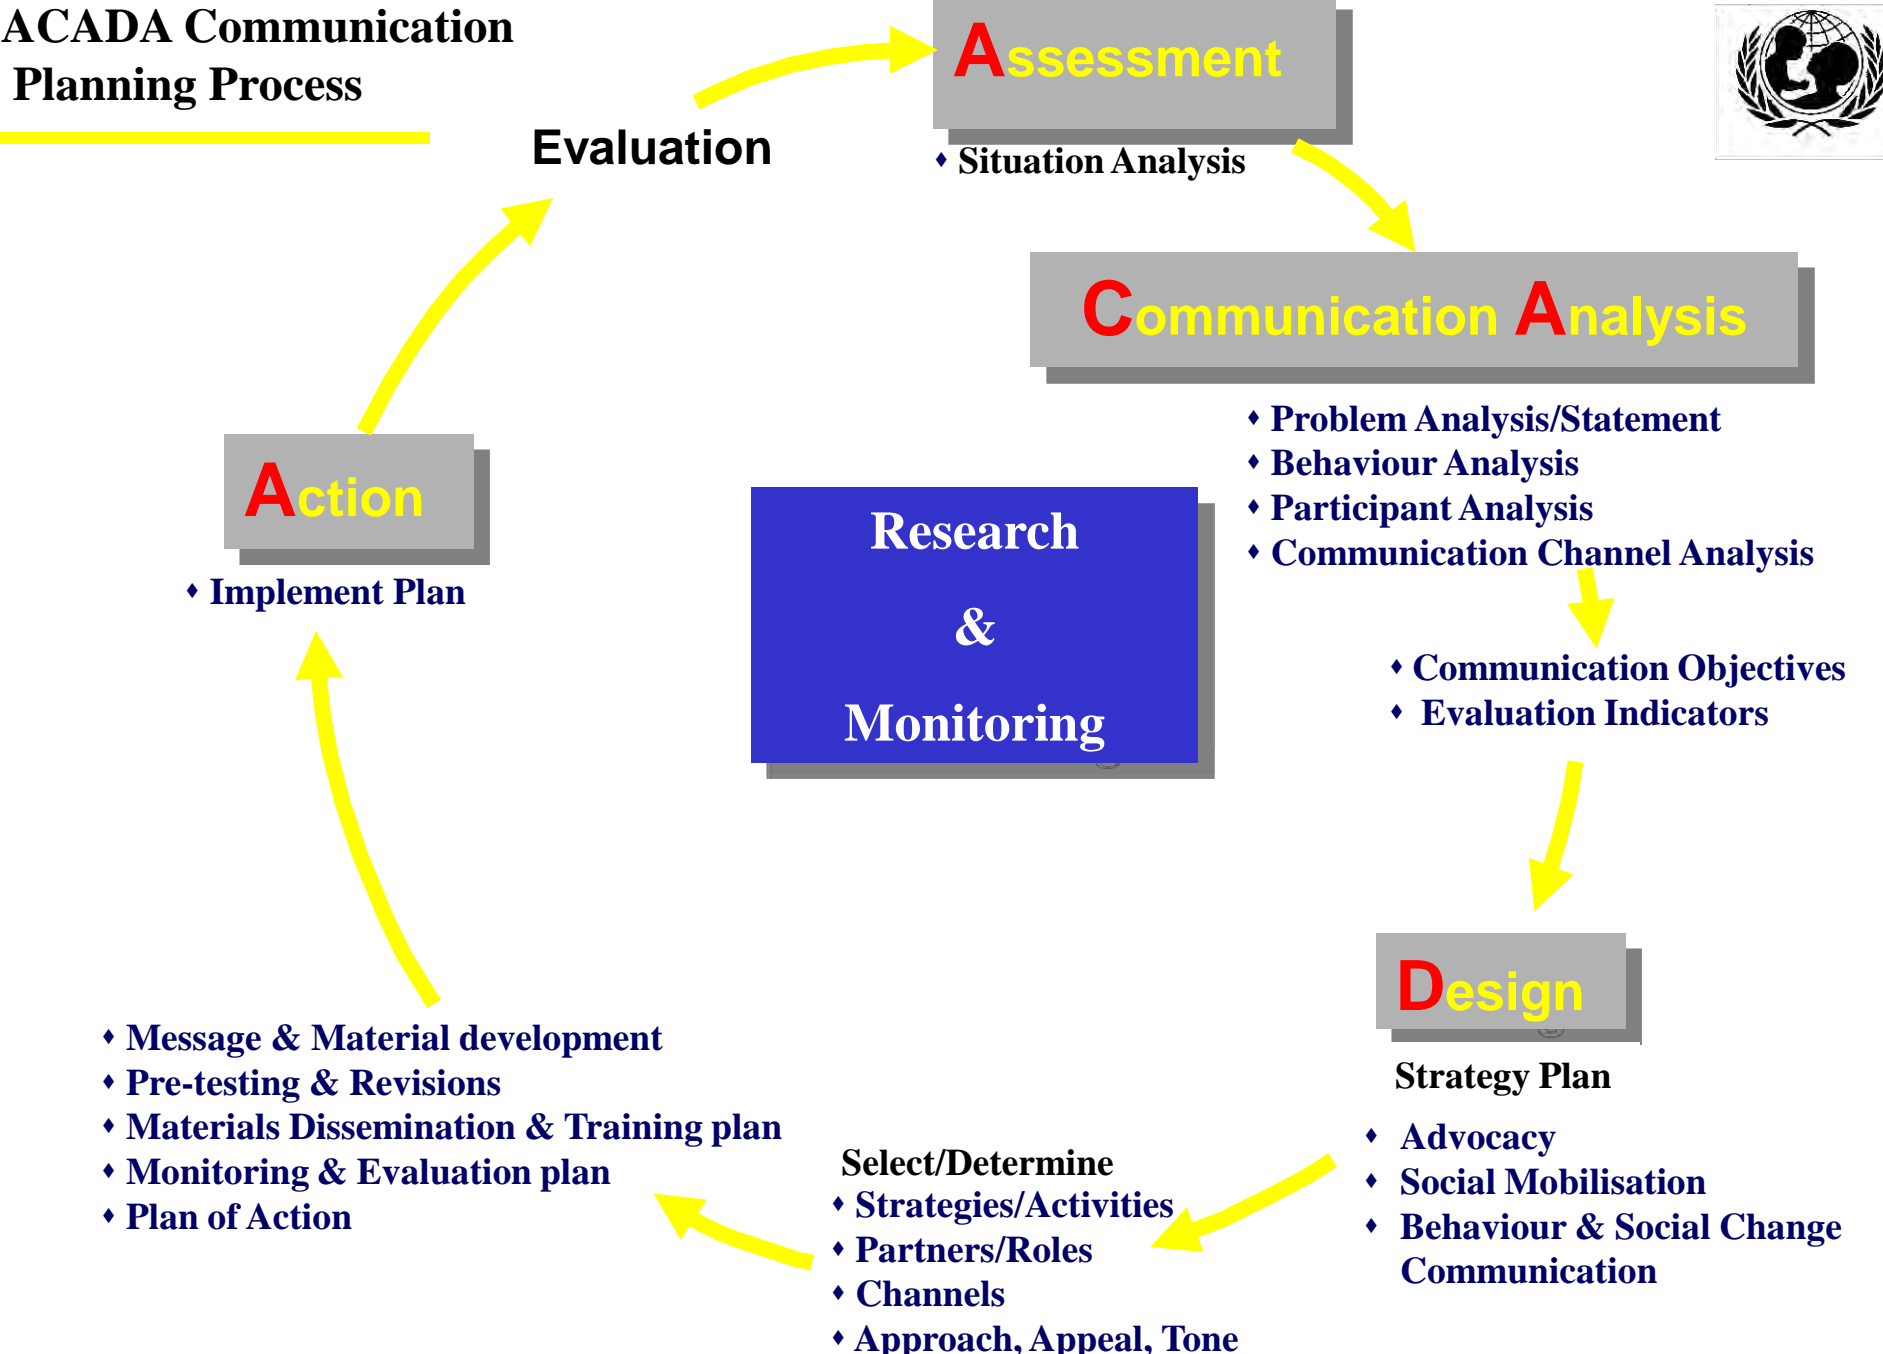 ACADA Communication
Planning Process
Assessment
♦ Situation Analysis
Communication Analysis
♦ Problem Analysis/Statement
♦ Behaviour Analysis
♦ Participant Analysis
♦ Communication Channel Analysis
♦ Communication Objectives
♦ Evaluation Indicators
Design
Strategy Plan
♦ Advocacy
♦ Social Mobilisation
♦ Behaviour & Social Change
Communication
Select/Determine
♦ Strategies/Activities
♦ Partners/Roles
♦ Channels
♦ Approach, Appeal, Tone
♦ Message & Material development
♦ Pre-testing & Revisions
♦ Materials Dissemination & Training plan
♦ Monitoring & Evaluation plan
♦ Plan of Action
Action
♦ Implement Plan
Evaluation
Research
&
Monitoring